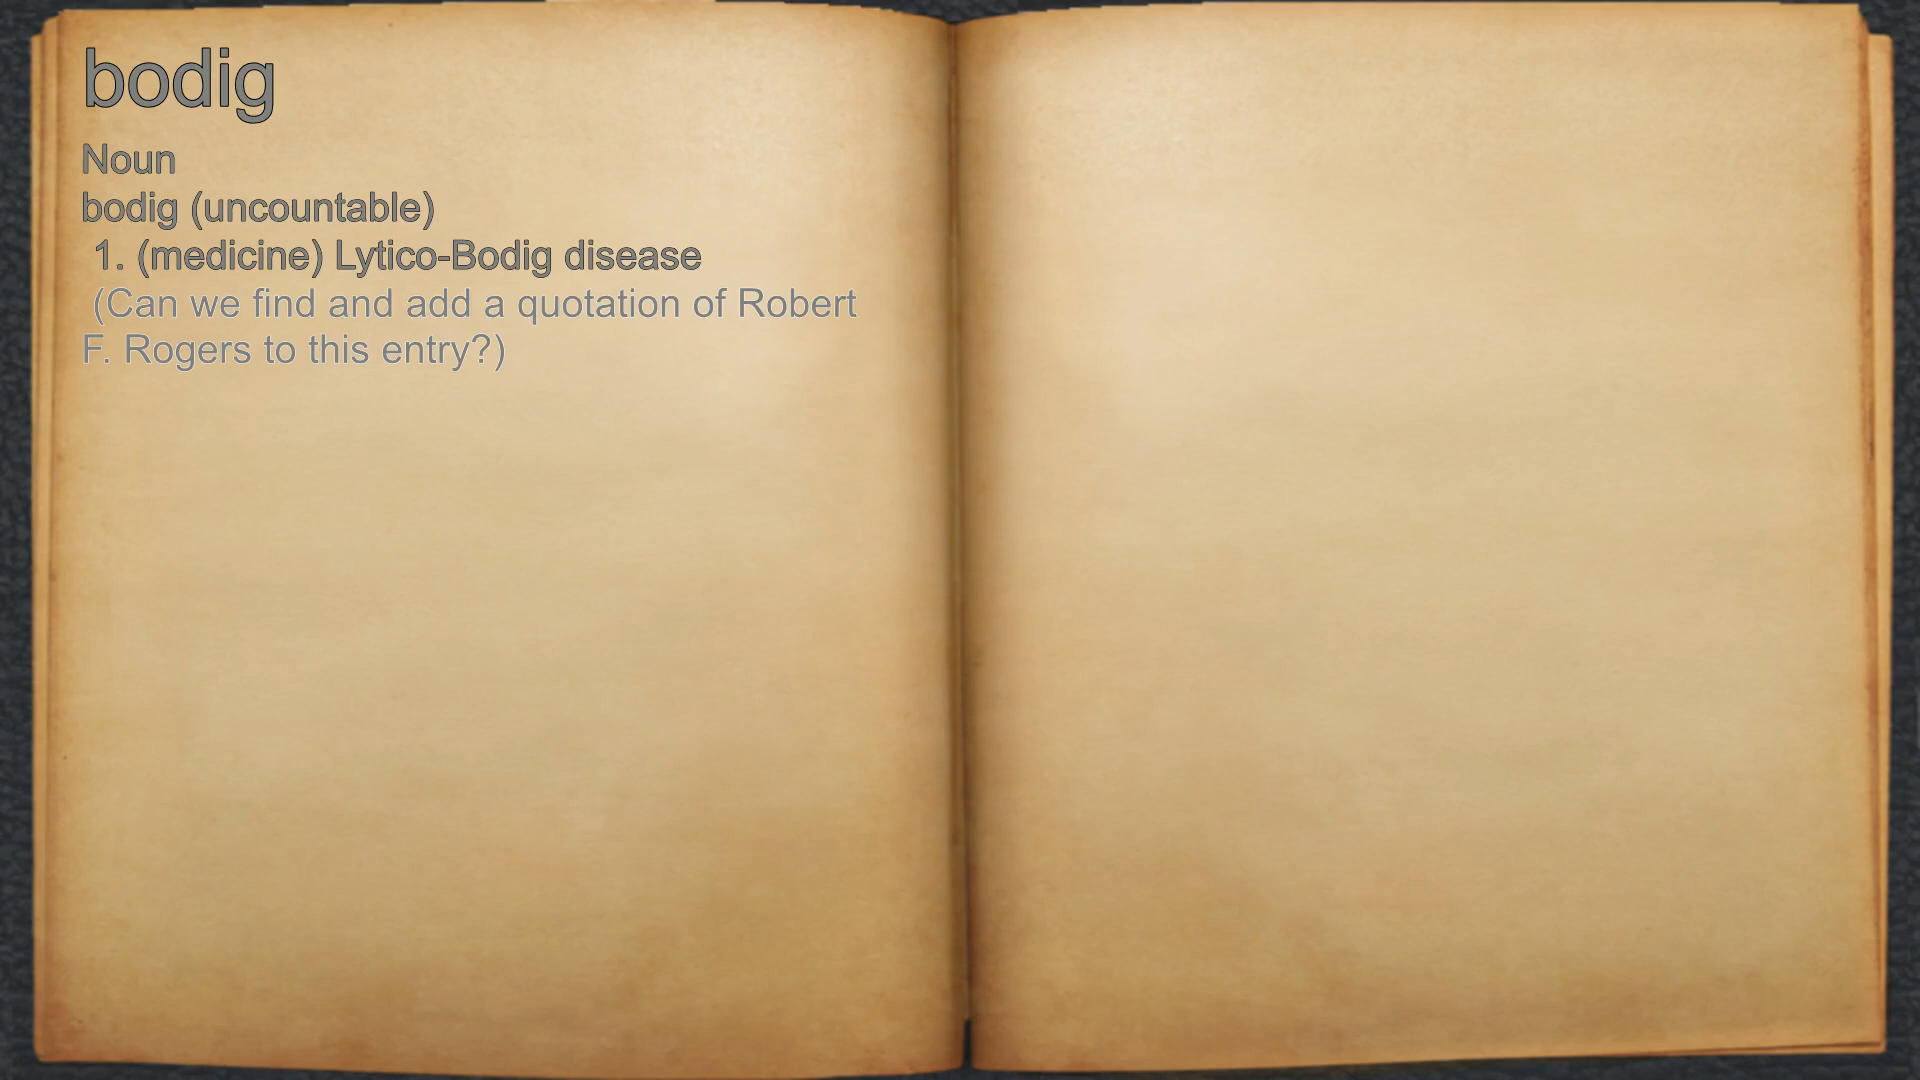 bodig
Noun
bodig (uncountable)
1. (medicine) Lytico-Bodig disease
(Can we find and add a quotation of Robert
F. Rogers to this entry?)